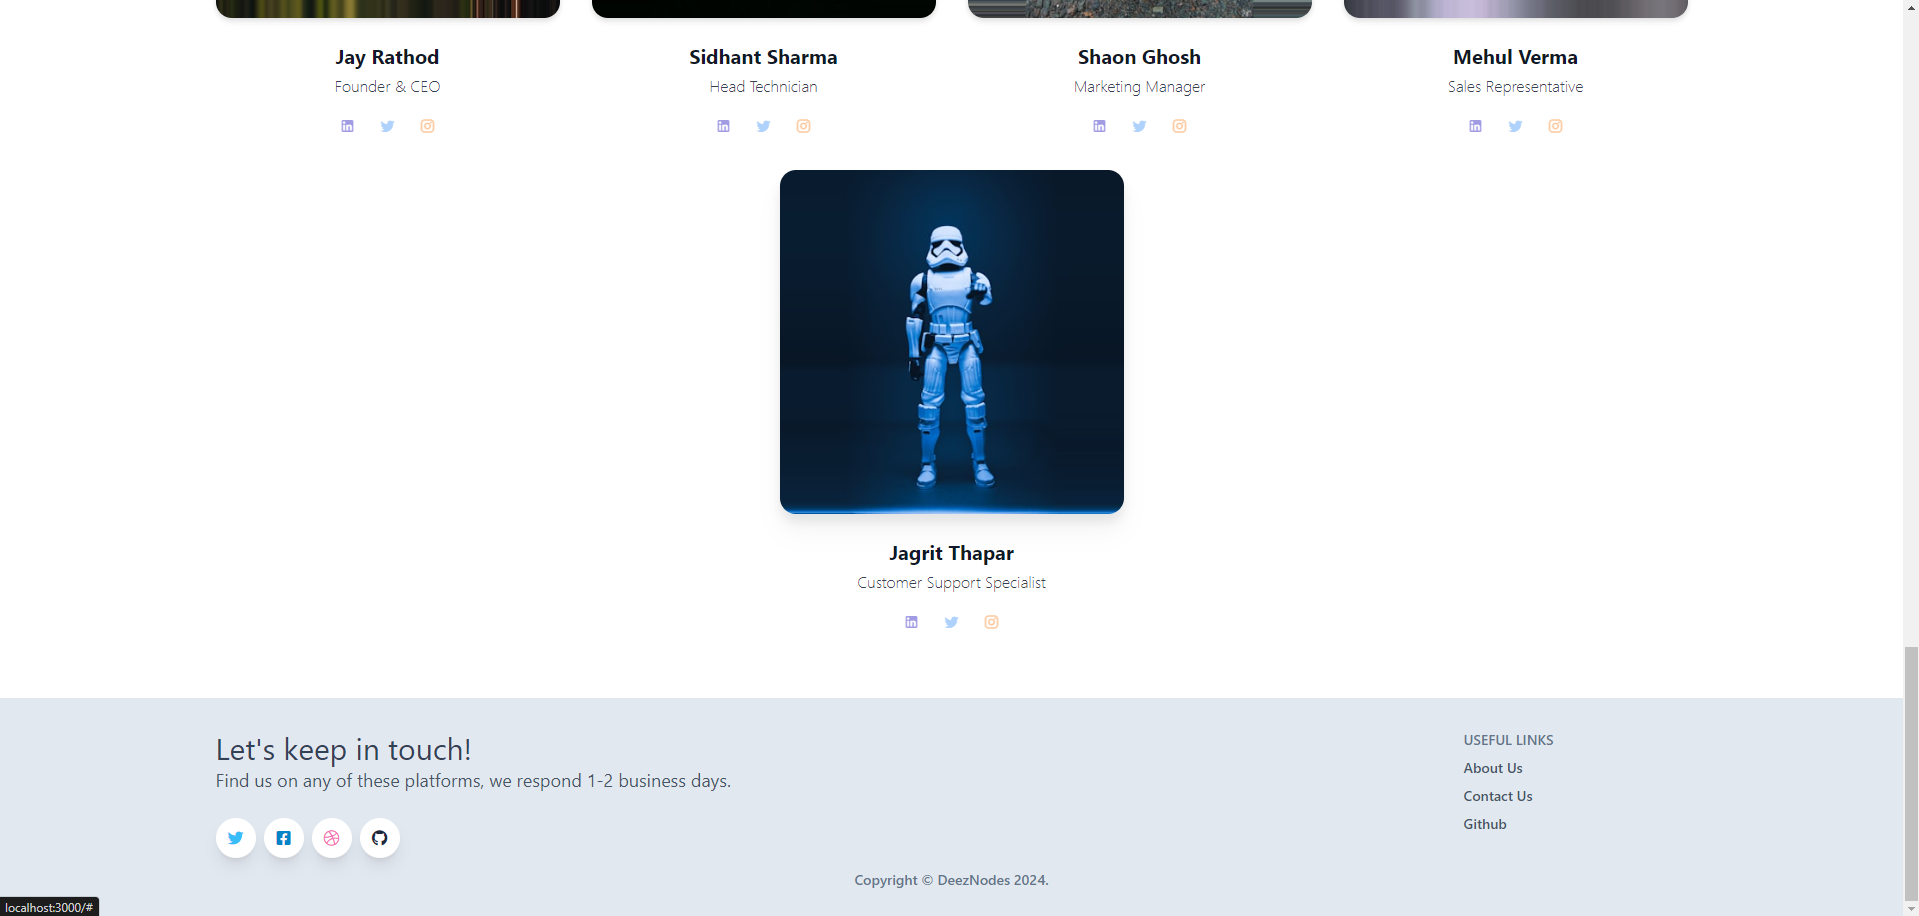 Jay Rathod
Founder & CEO
Sidhant Sharma
Head Technician
Shaon Ghosh
Marketing Manager
Mehul Verma
Sales Representative
Jagrit Thapar
Customer Support Specialist
Let's keep in touch!
Find us on any of these platforms, we respond 1-2 business days.
USEFUL LINKS
About Us
Contact Us
Github
Copyright © DeezNodes 2024.
localhost:3000/#